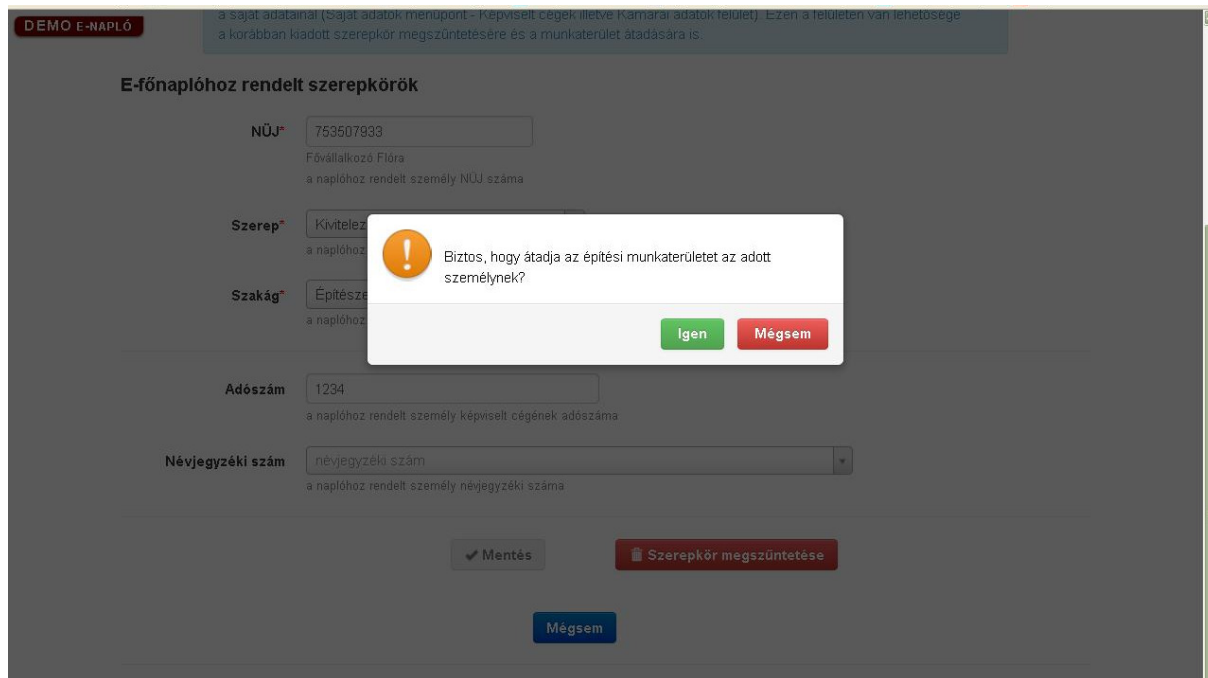 a saját adatainál (Saját adatok menüpont - Képviselt cégek illetve Kamarai adatok felület). Ezen a felületen van lehetősége
DEMO E-NAPLÓ
a korábban kiadott szerepkör megszűntetésére és a munkaterület átadására is.
E-főnaplóhoz rendelt szerepkörök
NÜJ* 753507933
Fővállalkozó Flóra
a naplóhoz rendelt személy NÜJ száma
Szerep* Kivitelez
a naplóhoz
Biztos, hogy átadja az építési munkaterületet az adott
személynek?
Szakág* Építésze
a naplóhoz
Igen Mégsem
Adószám 1234
a naplóhoz rendelt személy képviselt cégének adószáma
Névjegyzéki szám névjegyzéki szám
a naplóhoz rendelt személy névjegyzéki száma
Mentés Szerepkör megszűntetése
Mégsem